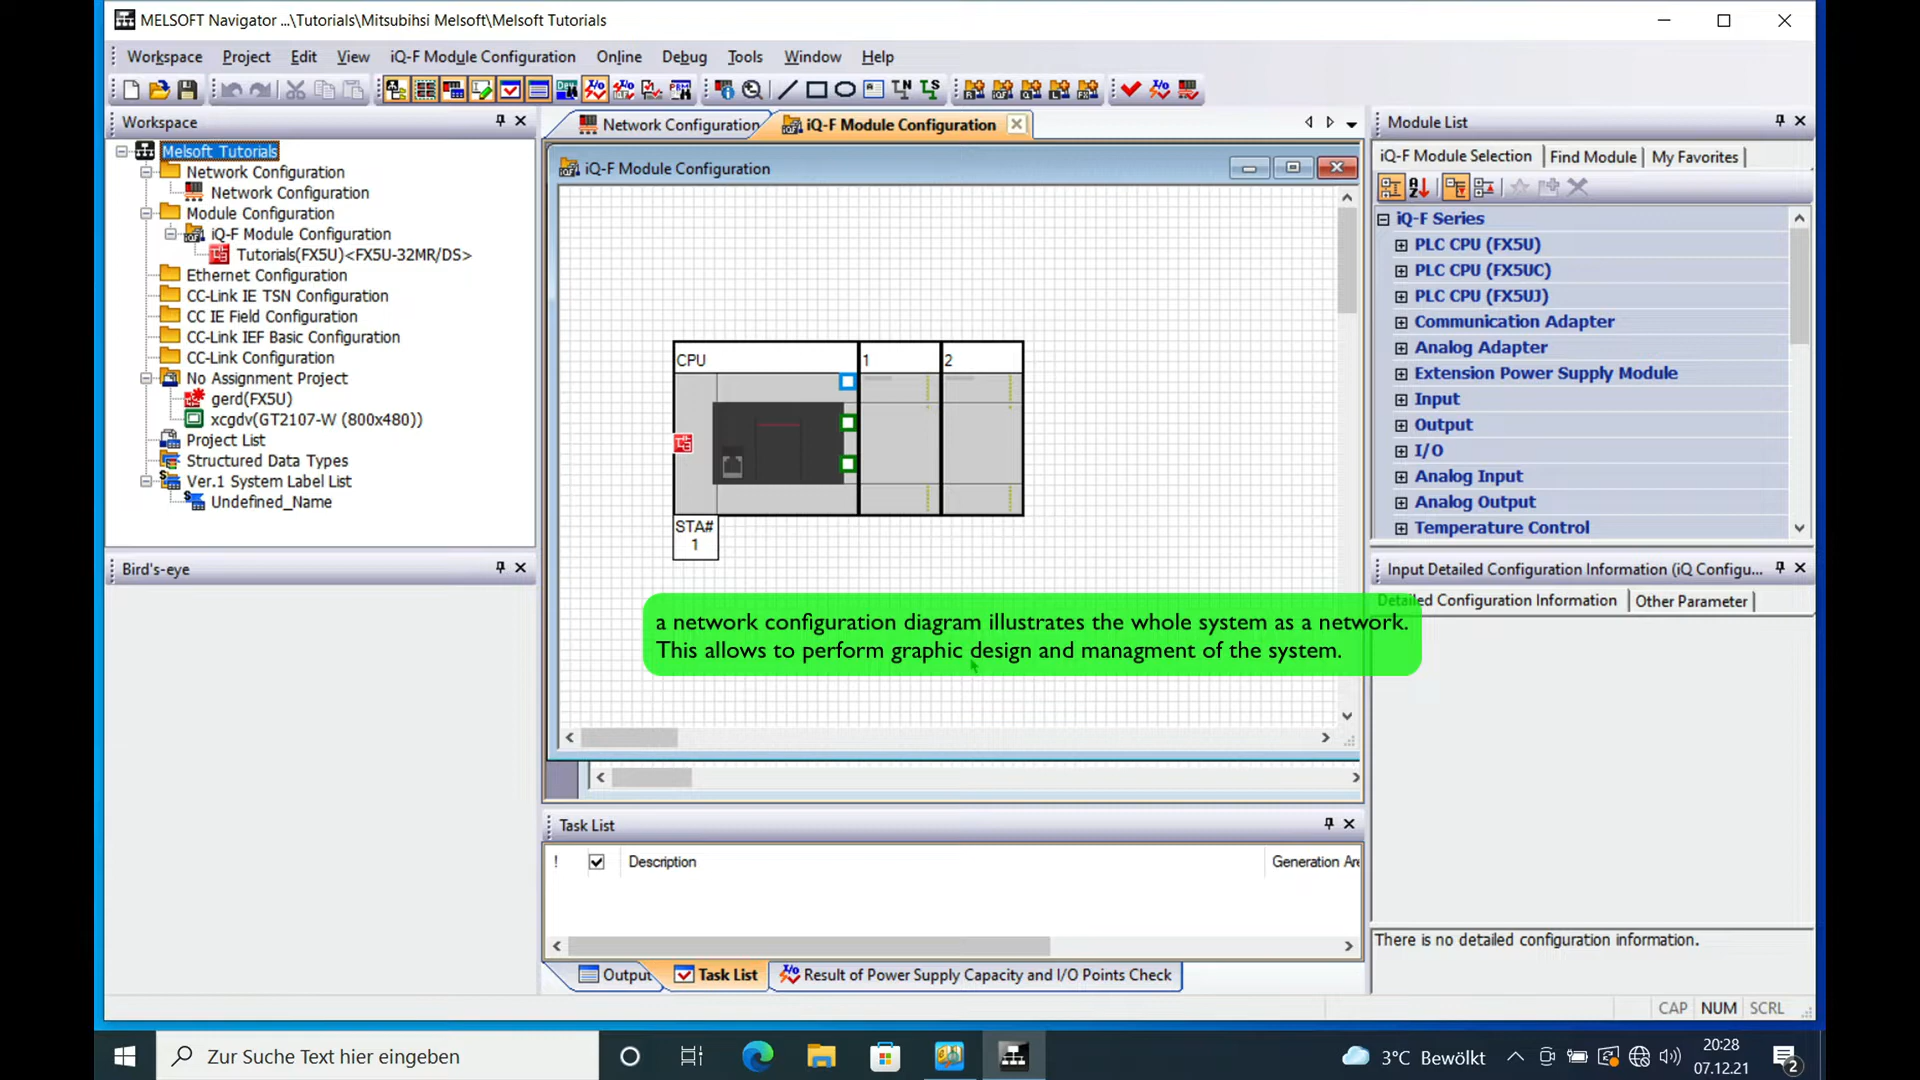 MELSOFT Navigator ...\Tutorials\Mitsubihsi Melsoft\Melsoft Tutorials
Workspace Project Edit View iQ-F Module Configuration Online Debug Tools Window Help
Workspace
Melsoft Tutorials
Network Configuration
Network Configuration
Module Configuration
iQ-F Module Configuration
Tutorials(FX5U)<FX5U-32MR/DS>
Ethernet Configuration
CC-Link IE TSN Configuration
CC IE Field Configuration
CC-Link IEF Basic Configuration
CC-Link Configuration
No Assignment Project
gerd(FX5U)
xcgdv(GT2107-W (800x480))
Project List
Structured Data Types
Ver.1 System Label List
Undefined_Name
Bird's-eye
Network Configuration
iQ-F Module Configuration
iQ-F Module Configuration
CPU 1 2
STA#
1
a network configuration diagram illustrates the whole system as a network.
This allows to perform graphic design and managment of the system.
Task List
! Description Generation Are
Output Task List Result of Power Supply Capacity and I/O Points Check
Module List
iQ-F Module Selection Find Module My Favorites
iQ-F Series
PLC CPU (FX5U)
PLC CPU (FX5UC)
PLC CPU (FX5UJ)
Communication Adapter
Analog Adapter
Extension Power Supply Module
Input
Output
I/O
Analog Input
Analog Output
Temperature Control
Input Detailed Configuration Information (iQ Configu...
Detailed Configuration Information Other Parameter
There is no detailed configuration information.
CAP NUM SCRL
Zur Suche Text hier eingeben
3°C Bewölkt
20:28
07.12.21
2